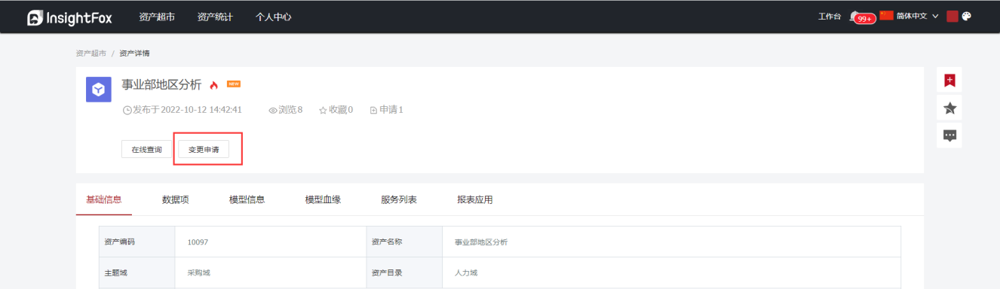 InsightFox 资产超市 资产统计 个人中心 工作台 99+ 简体中文
资产超市 / 资产详情
事业部地区分析 NEW
发布于 2022-10-12 14:42:41 浏览8 收藏0 申请1
在线查询 变更申请
基础信息 数据项 模型信息 模型血缘 服务列表 报表应用
资产编码 10097 资产名称 事业部地区分析
主题域 采购域 资产目录 人力域